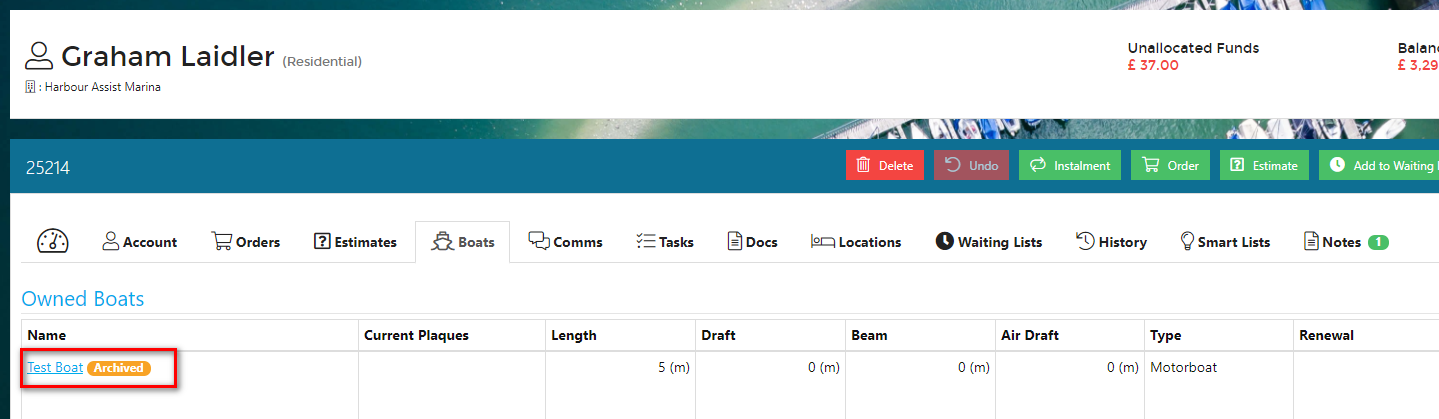 Graham Laidler (Residential)
: Harbour Assist Marina
Unallocated Funds
£ 37.00
Balan
£ 3,29
25214
Delete
Undo
Instalment
Order
Estimate
Add to Waiting
Account
Orders
Estimates
Boats
Comms
Tasks
Docs
Locations
Waiting Lists
History
Smart Lists
Notes 1
Owned Boats
Name Current Plaques Length Draft Beam Air Draft Type Renewal
Test Boat Archived 5 (m) 0 (m) 0 (m) 0 (m) Motorboat